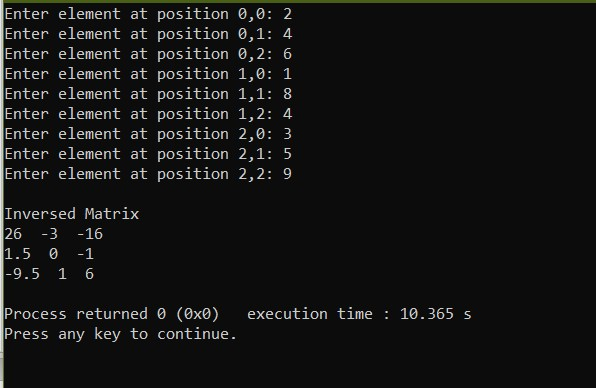 Enter element at position 0,0: 2
Enter element at position 0,1: 4
Enter element at position 0,2: 6
Enter element at position 1,0: 1
Enter element at position 1,1: 8
Enter element at position 1,2: 4
Enter element at position 2,0: 3
Enter element at position 2,1: 5
Enter element at position 2,2: 9
Inversed Matrix
26  -3  -16
1.5  0  -1
-9.5  1  6
Process returned 0 (0x0)   execution time : 10.365 s
Press any key to continue.